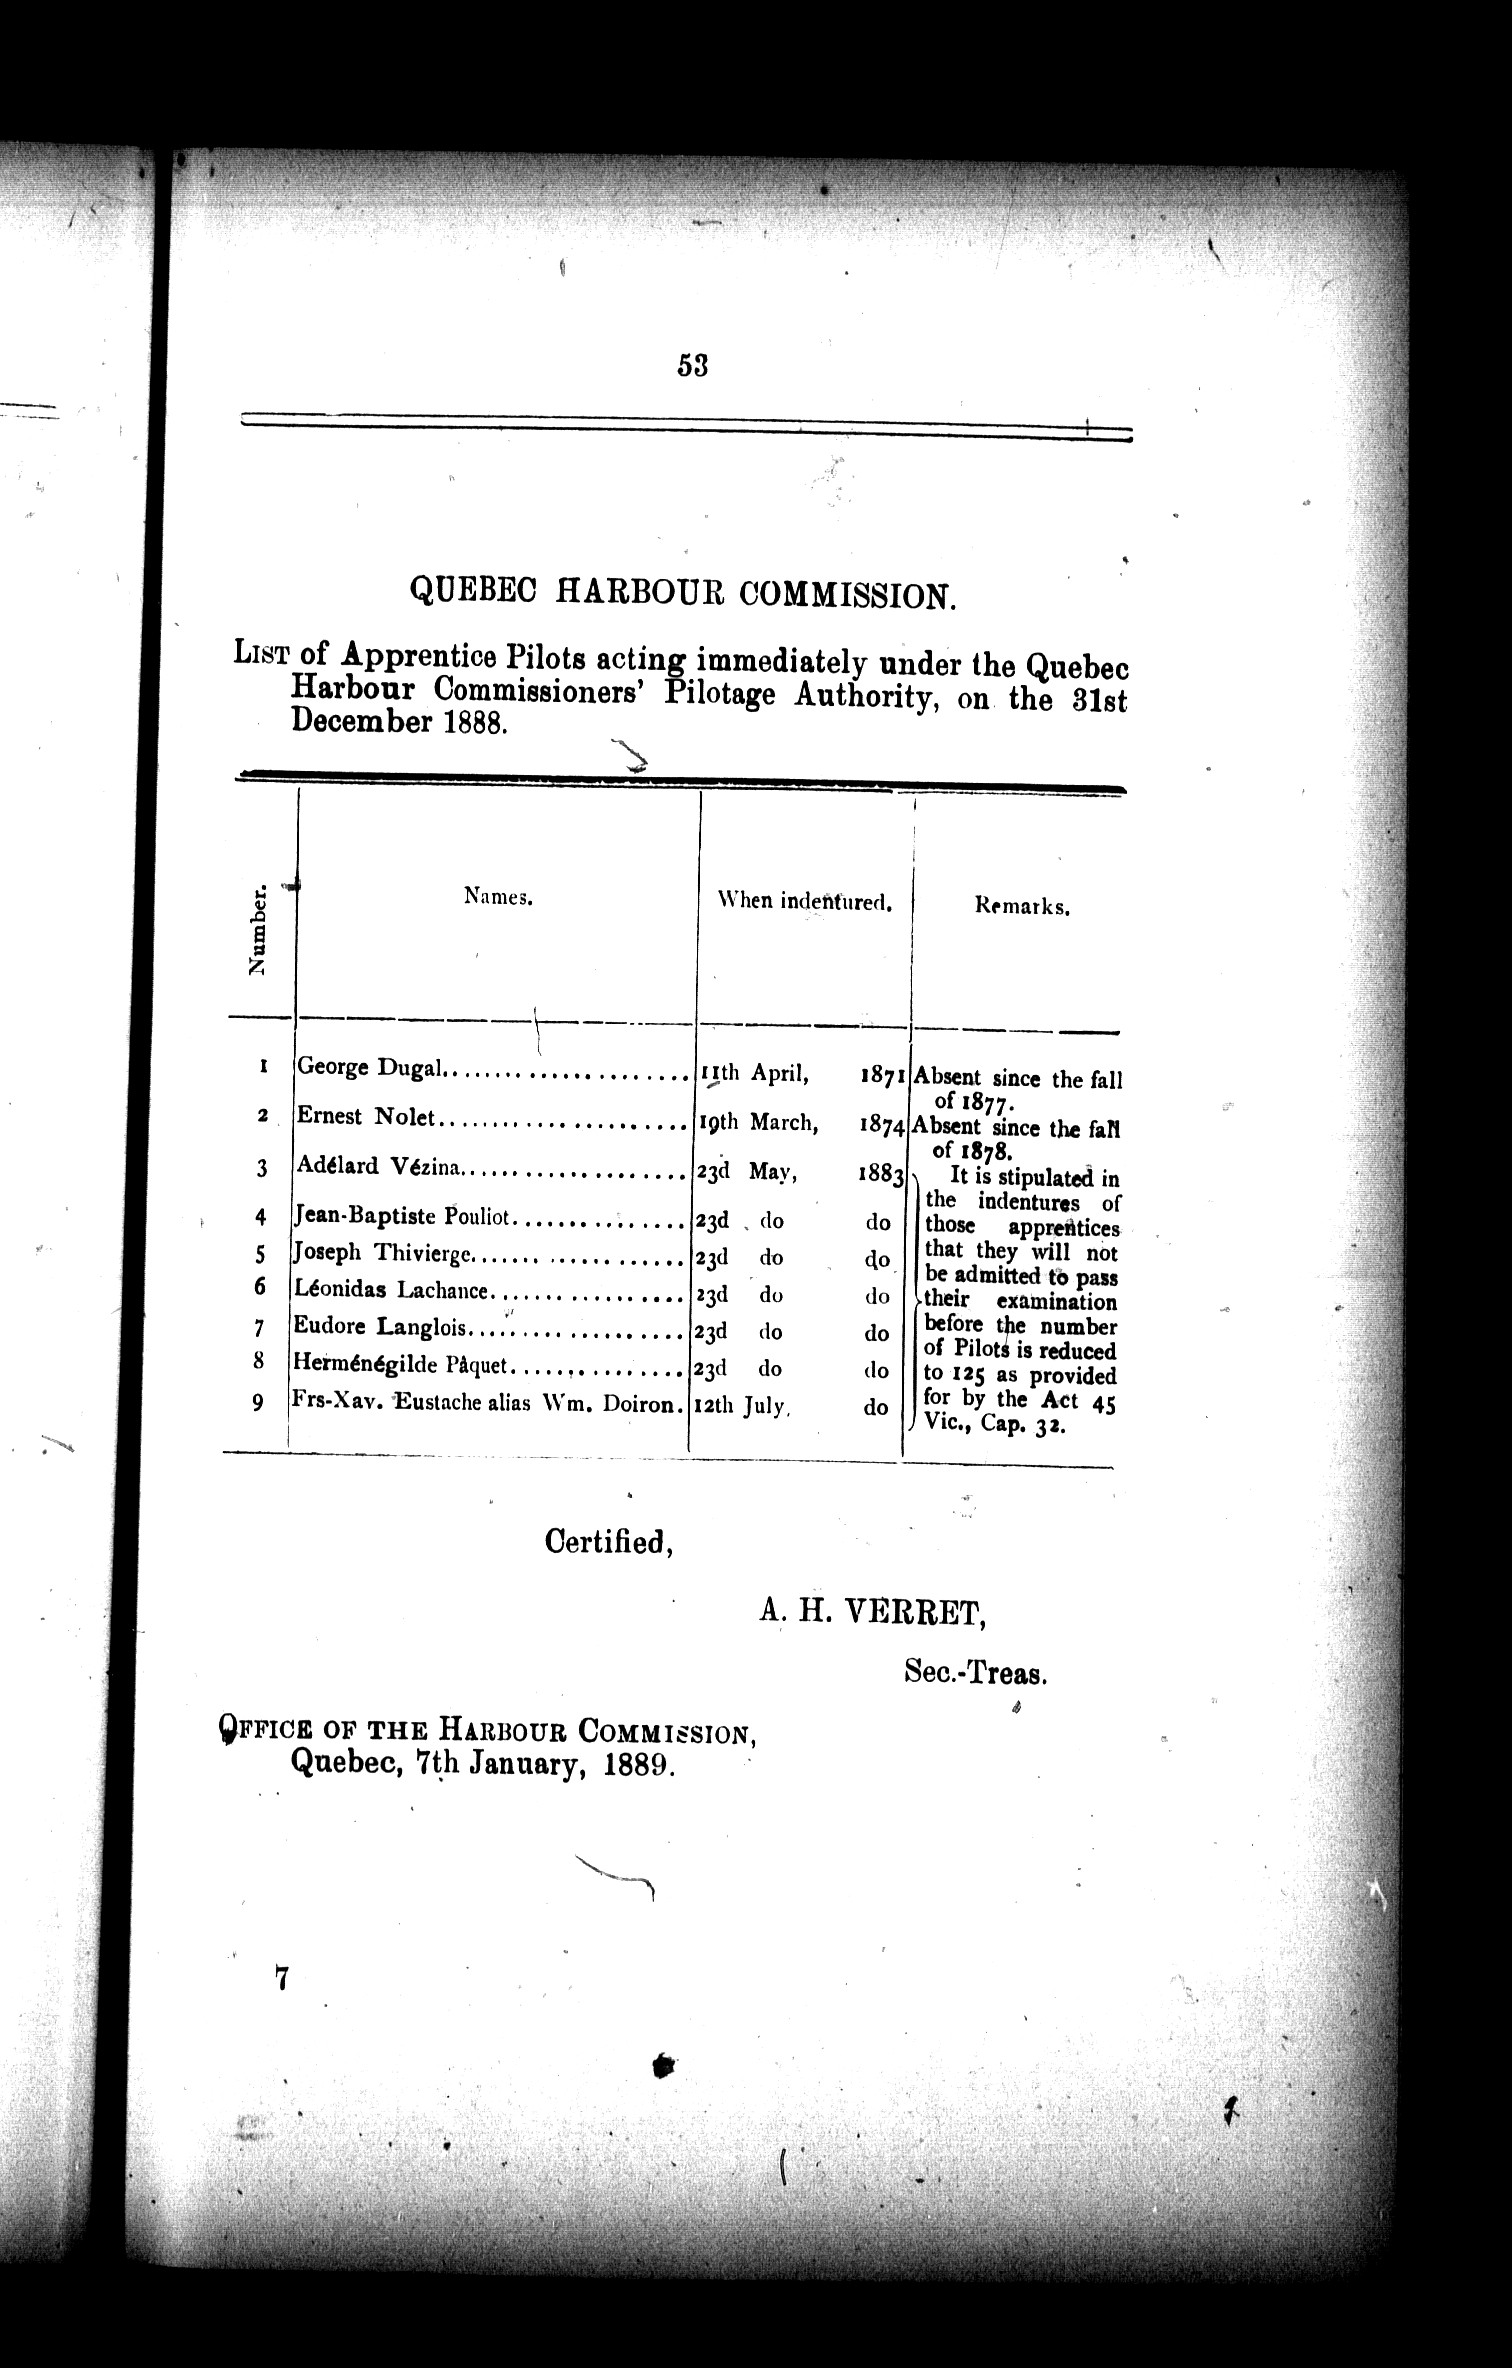 53
QUEBEC HARBOUR COMMISSION.
LIST of Apprentice Pilots acting immediately under the Quebec
Harbour Commissioners' Pilotage Authority, on the 31st
December 1888.
Number. Names. When indentured. Remarks.
1 George Dugal...................... 11th April, 1871 Absent since the fall
of 1877.
2 Ernest Nolet...................... 19th March, 1874 Absent since the fall
of 1878.
3 Adélard Vézina.................... 23d May, 1883 It is stipulated in
the indentures of
4 Jean-Baptiste Pouliot............... 23d do do those apprentices
5 Joseph Thivierge................... 23d do do that they will not
be admitted to pass
6 Léonidas Lachance................. 23d do do their examination
7 Eudore Langlois................... 23d do do before the number
of Pilots is reduced
8 Herménégilde Pâquet............... 23d do do to 125 as provided
9 Frs-Xav. Eustache alias Wm. Doiron. 12th July, do for by the Act 45
Vic., Cap. 32.
Certified,
A. H. VERRET,
Sec.-Treas.
OFFICE OF THE HARBOUR COMMISSION,
Quebec, 7th January, 1889.
7